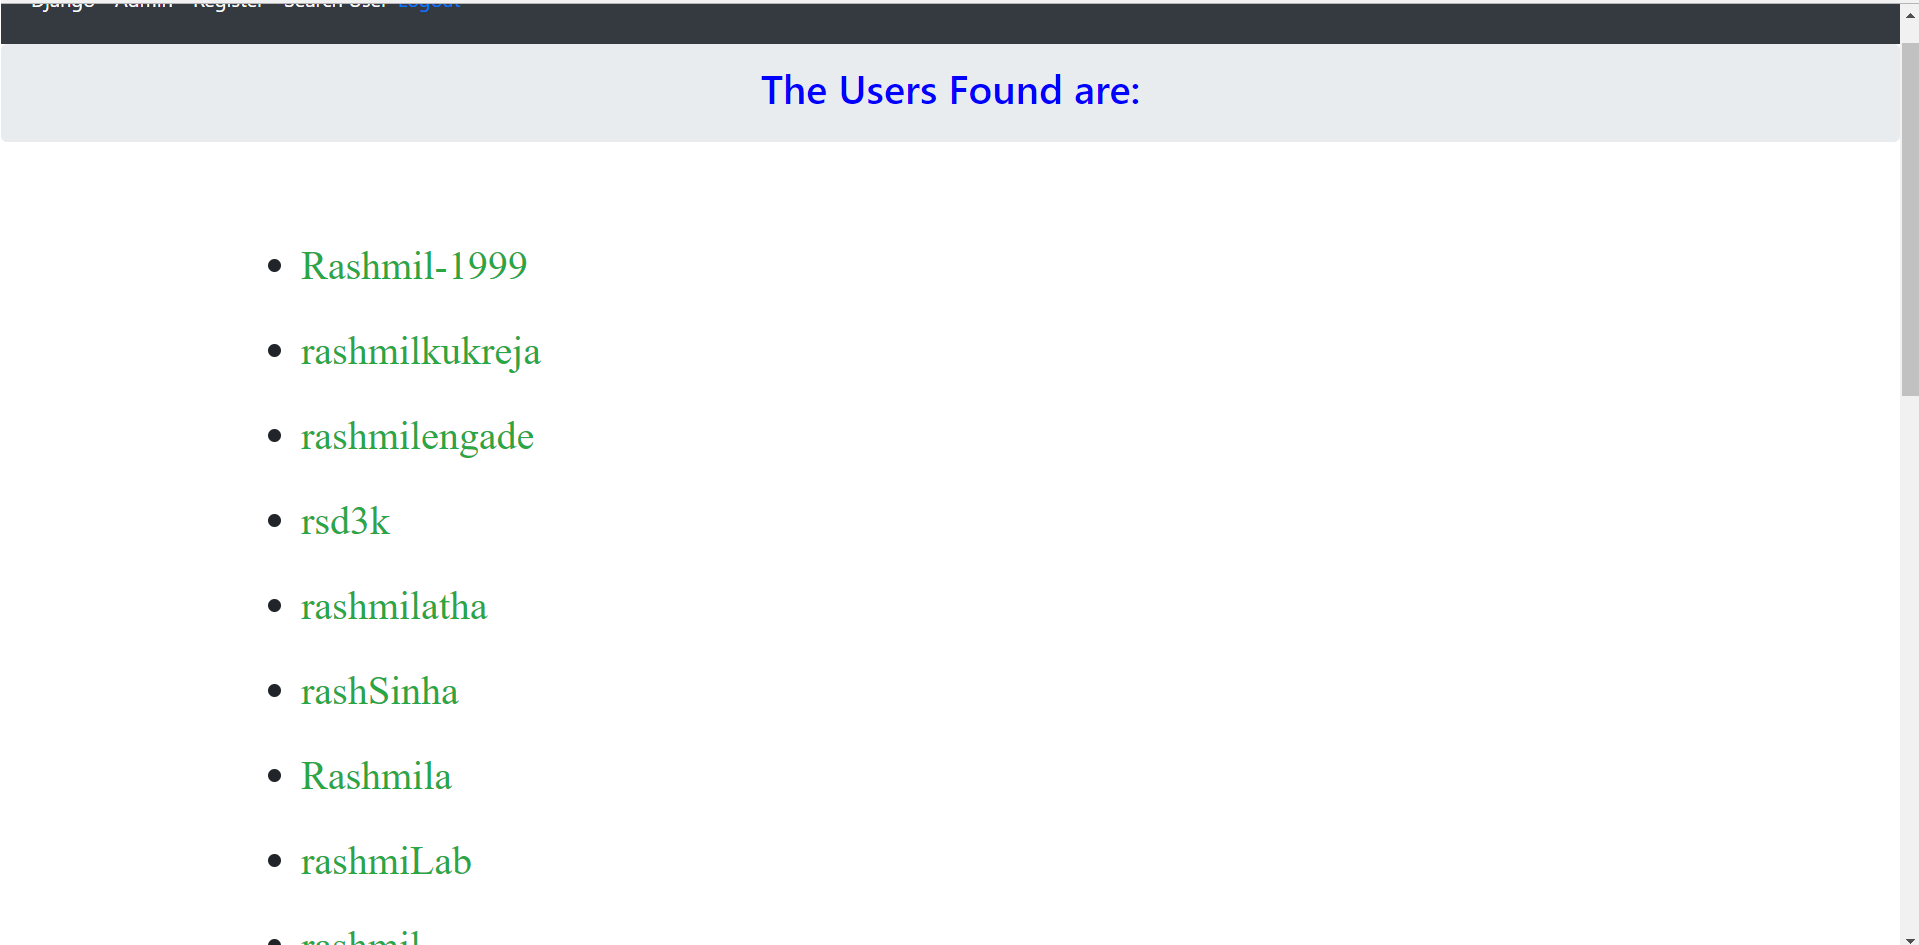 Django Admin Register Search User Logout
The Users Found are:
Rashmil-1999
rashmilkukreja
rashmilengade
rsd3k
rashmilatha
rashSinha
Rashmila
rashmiLab
rashmil